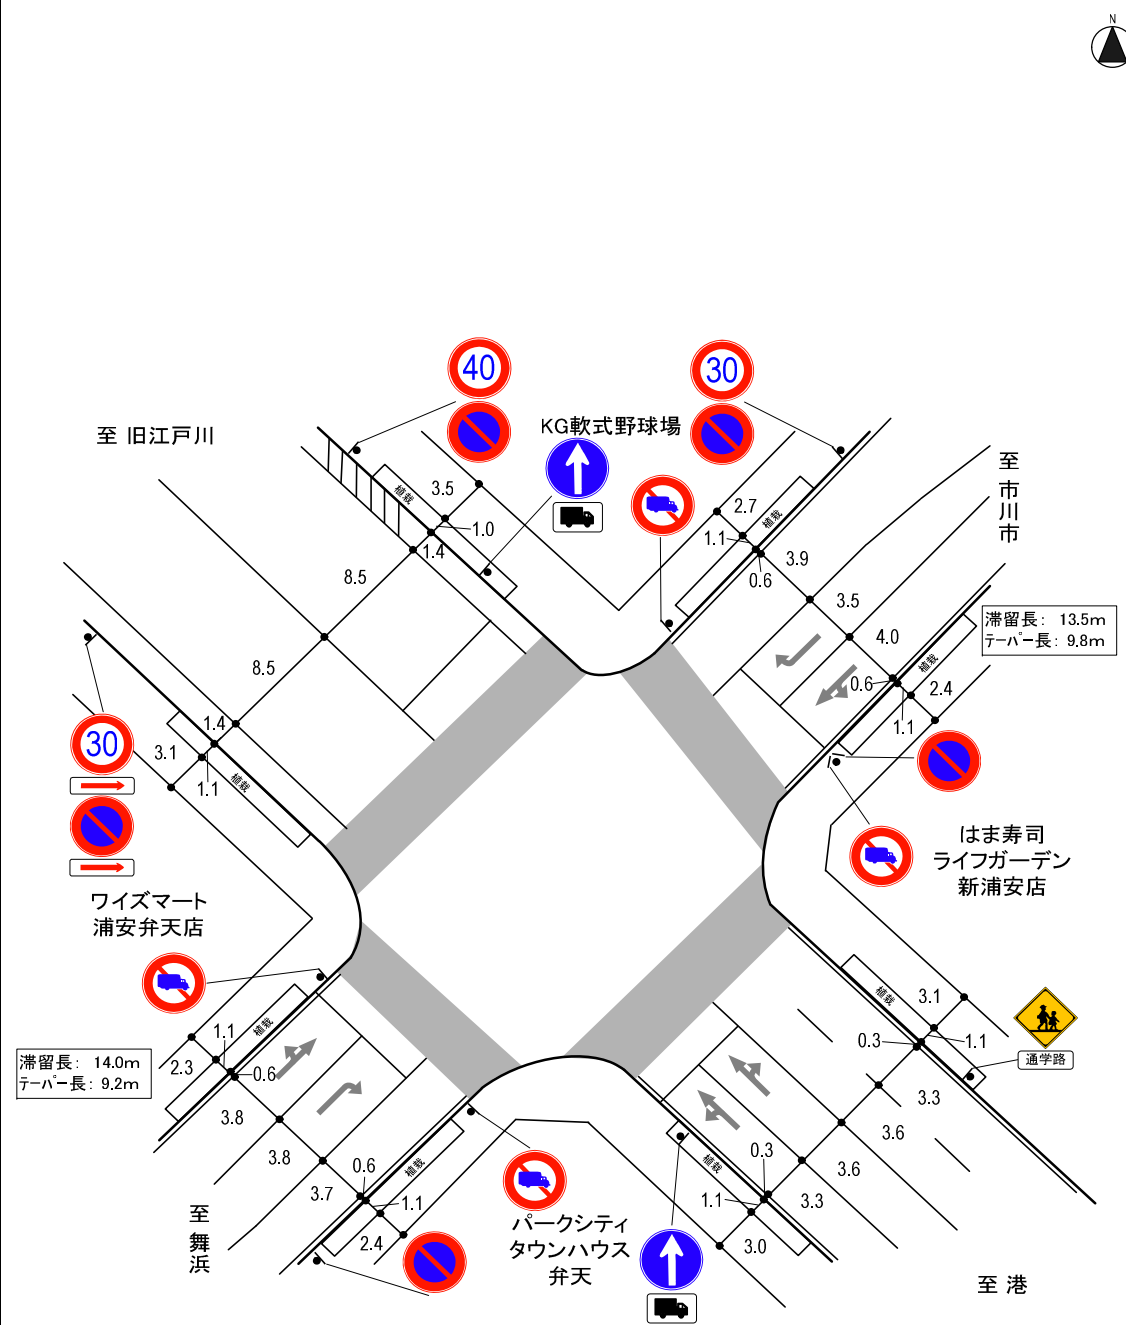 N
40
30
KG軟式野球場
至 旧江戸川
至
市
川
市
植栽
3.5
1.0
1.4
8.5
8.5
1.4
3.1
1.1
植栽
2.7
植栽
1.1
0.6
3.9
3.5
4.0
0.6
植栽
2.4
1.1
滞留長: 13.5m
テーパー長: 9.8m
30
ワイズマート
浦安弁天店
はま寿司
ライフガーデン
新浦安店
植栽
3.1
1.1
0.3
通学路
3.3
3.6
3.6
3.3
0.3
植栽
1.1
3.0
滞留長: 14.0m
テーパー長: 9.2m
1.1
植栽
2.3
0.6
3.8
3.8
3.7
0.6
植栽
1.1
2.4
至
舞
浜
パークシティ
タウンハウス
弁天
至 港